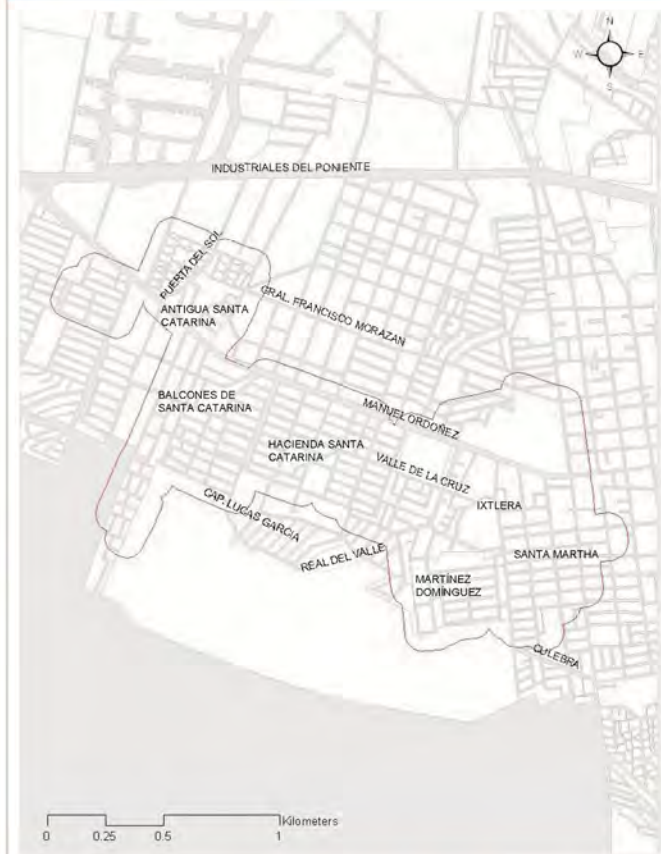 N
W E
S
INDUSTRIALES DEL PONIENTE
PUERTA DEL SOL
ANTIGUA SANTA
CATARINA
GRAL. FRANCISCO MORAZAN
BALCONES DE
SANTA CATARINA
MANUEL ORDOÑEZ
HACIENDA SANTA
CATARINA
VALLE DE LA CRUZ
IXTLERA
CAP. LUCAS GARCIA
SANTA MARTHA
REAL DEL VALLE
MARTÍNEZ
DOMÍNGUEZ
CULEBRA
Kilometers
0 0.25 0.5 1